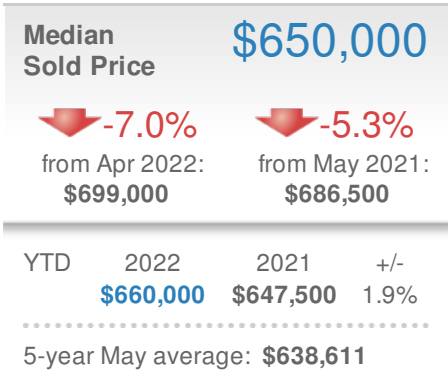 Median $650,000
Sold Price
-7.0% -5.3%
from Apr 2022: from May 2021:
$699,000 $686,500
YTD 2022 2021 +/-
$660,000 $647,500 1.9%
5-year May average: $638,611